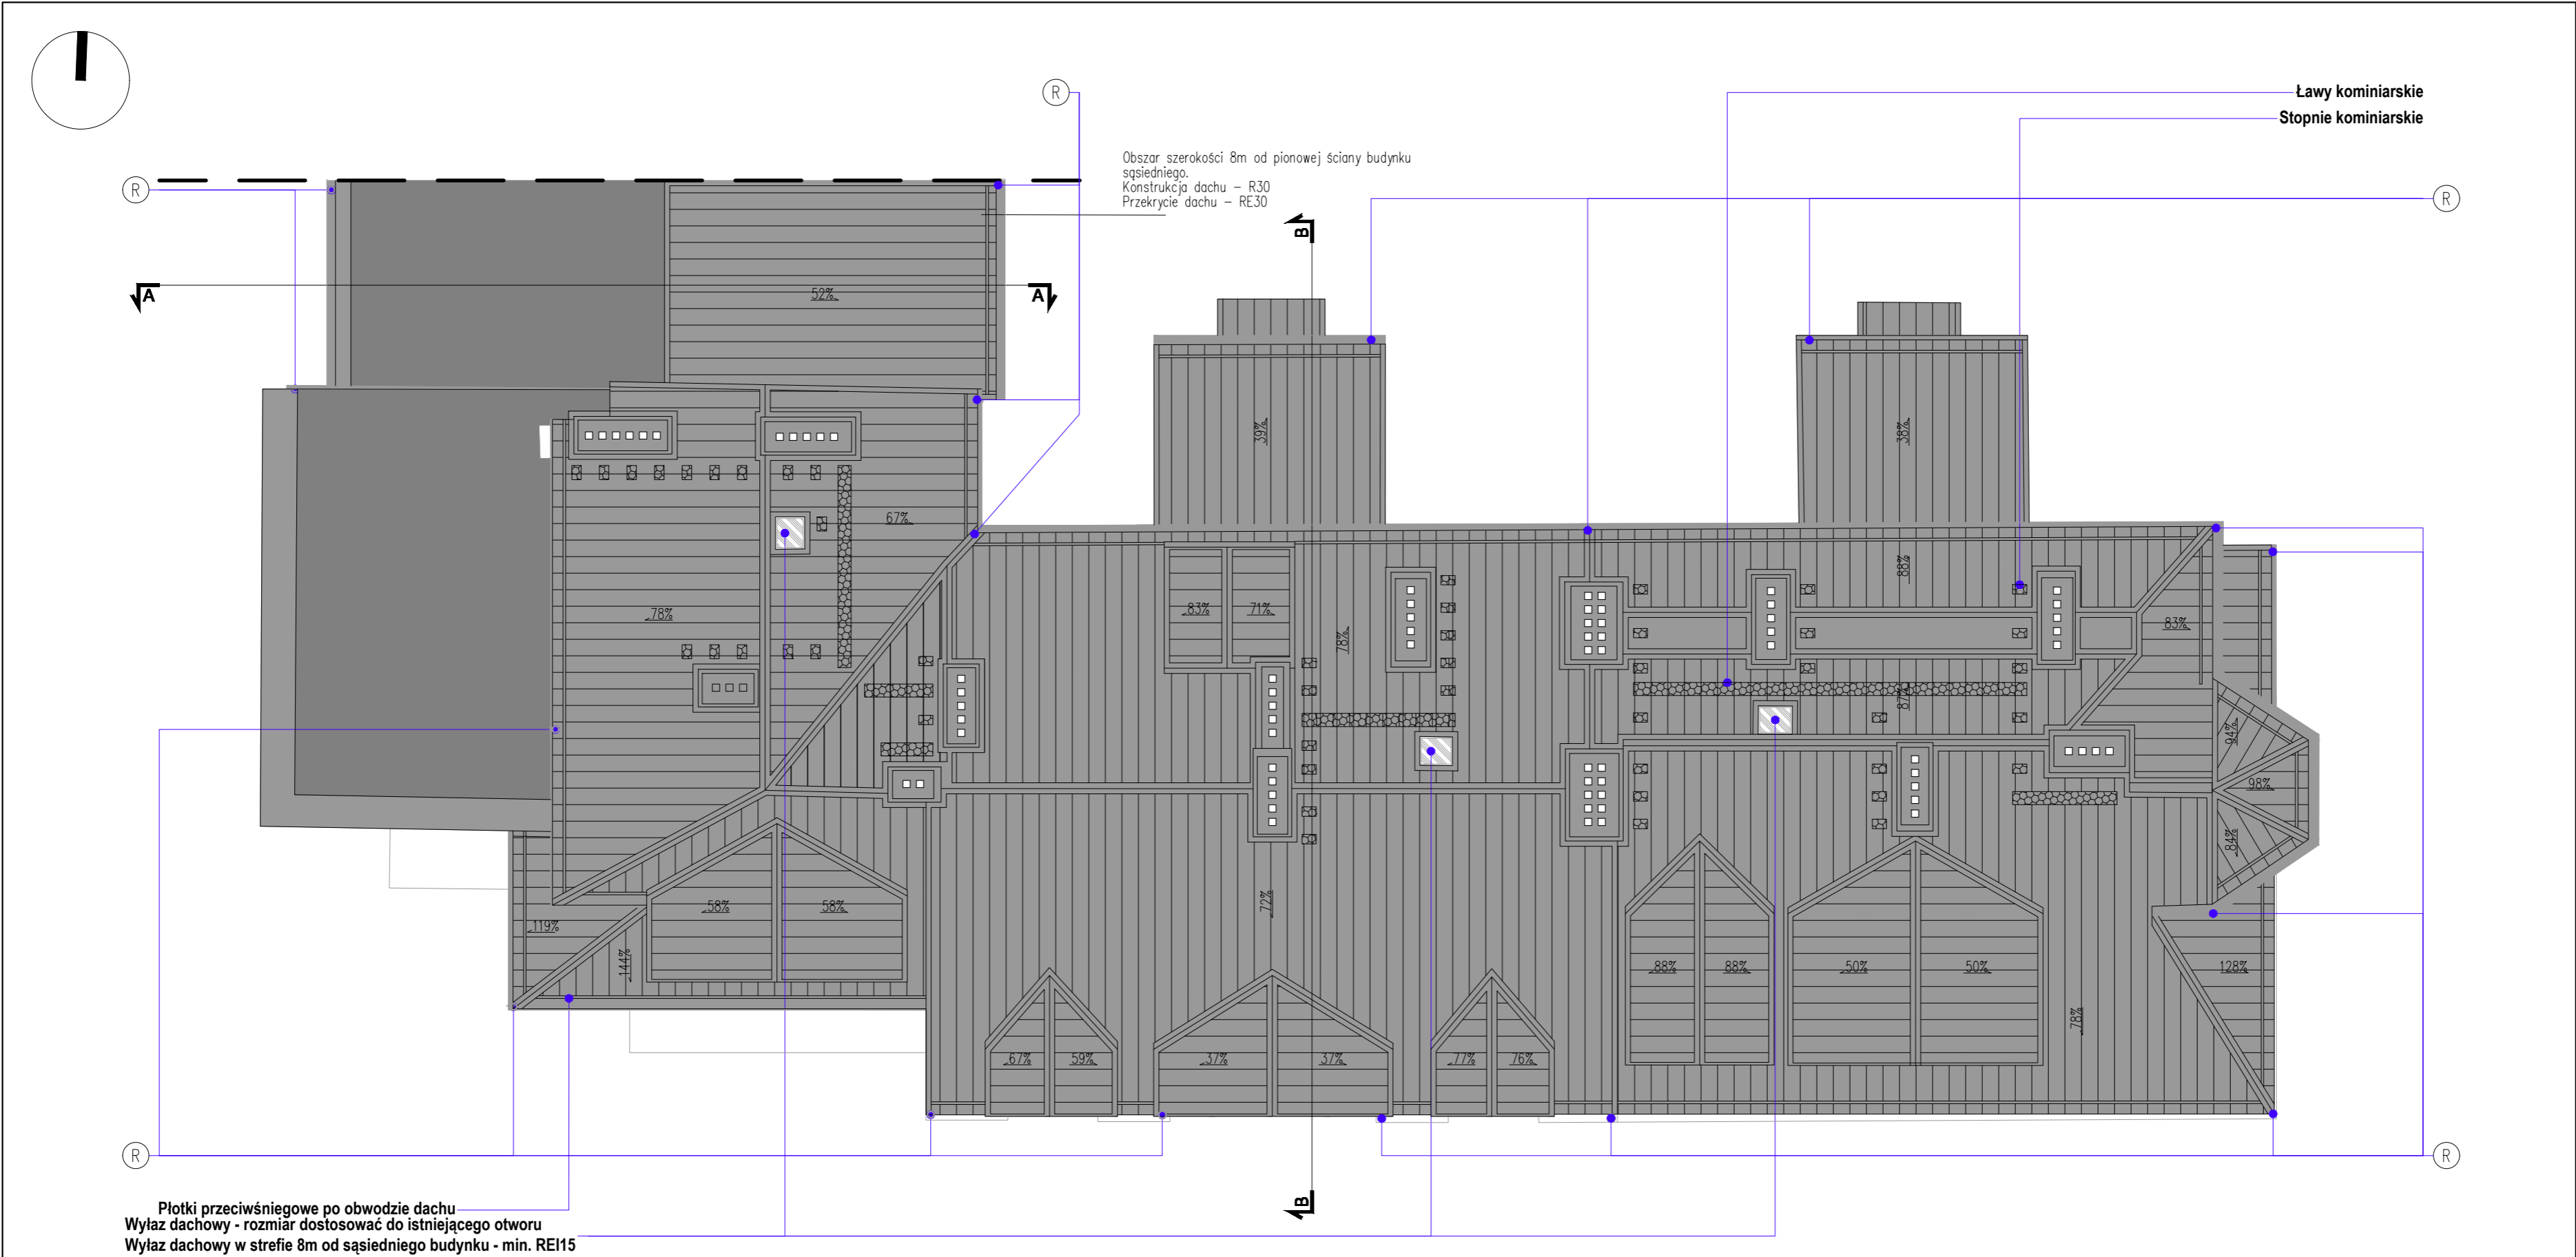 R
Ławy kominiarskie
Stopnie kominiarskie
Obszar szerokości 8m od pionowej ściany budynku
sąsiedniego.
Konstrukcja dachu – R30
Przekrycie dachu – RE30
R
R
B
A
A
52%
39%
38%
67%
88%
78%
83%
71%
78%
83%
87%
94%
98%
84%
58%
58%
72%
119%
144%
88%
88%
50%
50%
128%
78%
67%
59%
37%
37%
77%
76%
R
R
B
Płotki przeciwśniegowe po obwodzie dachu
Wyłaz dachowy - rozmiar dostosować do istniejącego otworu
Wyłaz dachowy w strefie 8m od sąsiedniego budynku - min. REI15